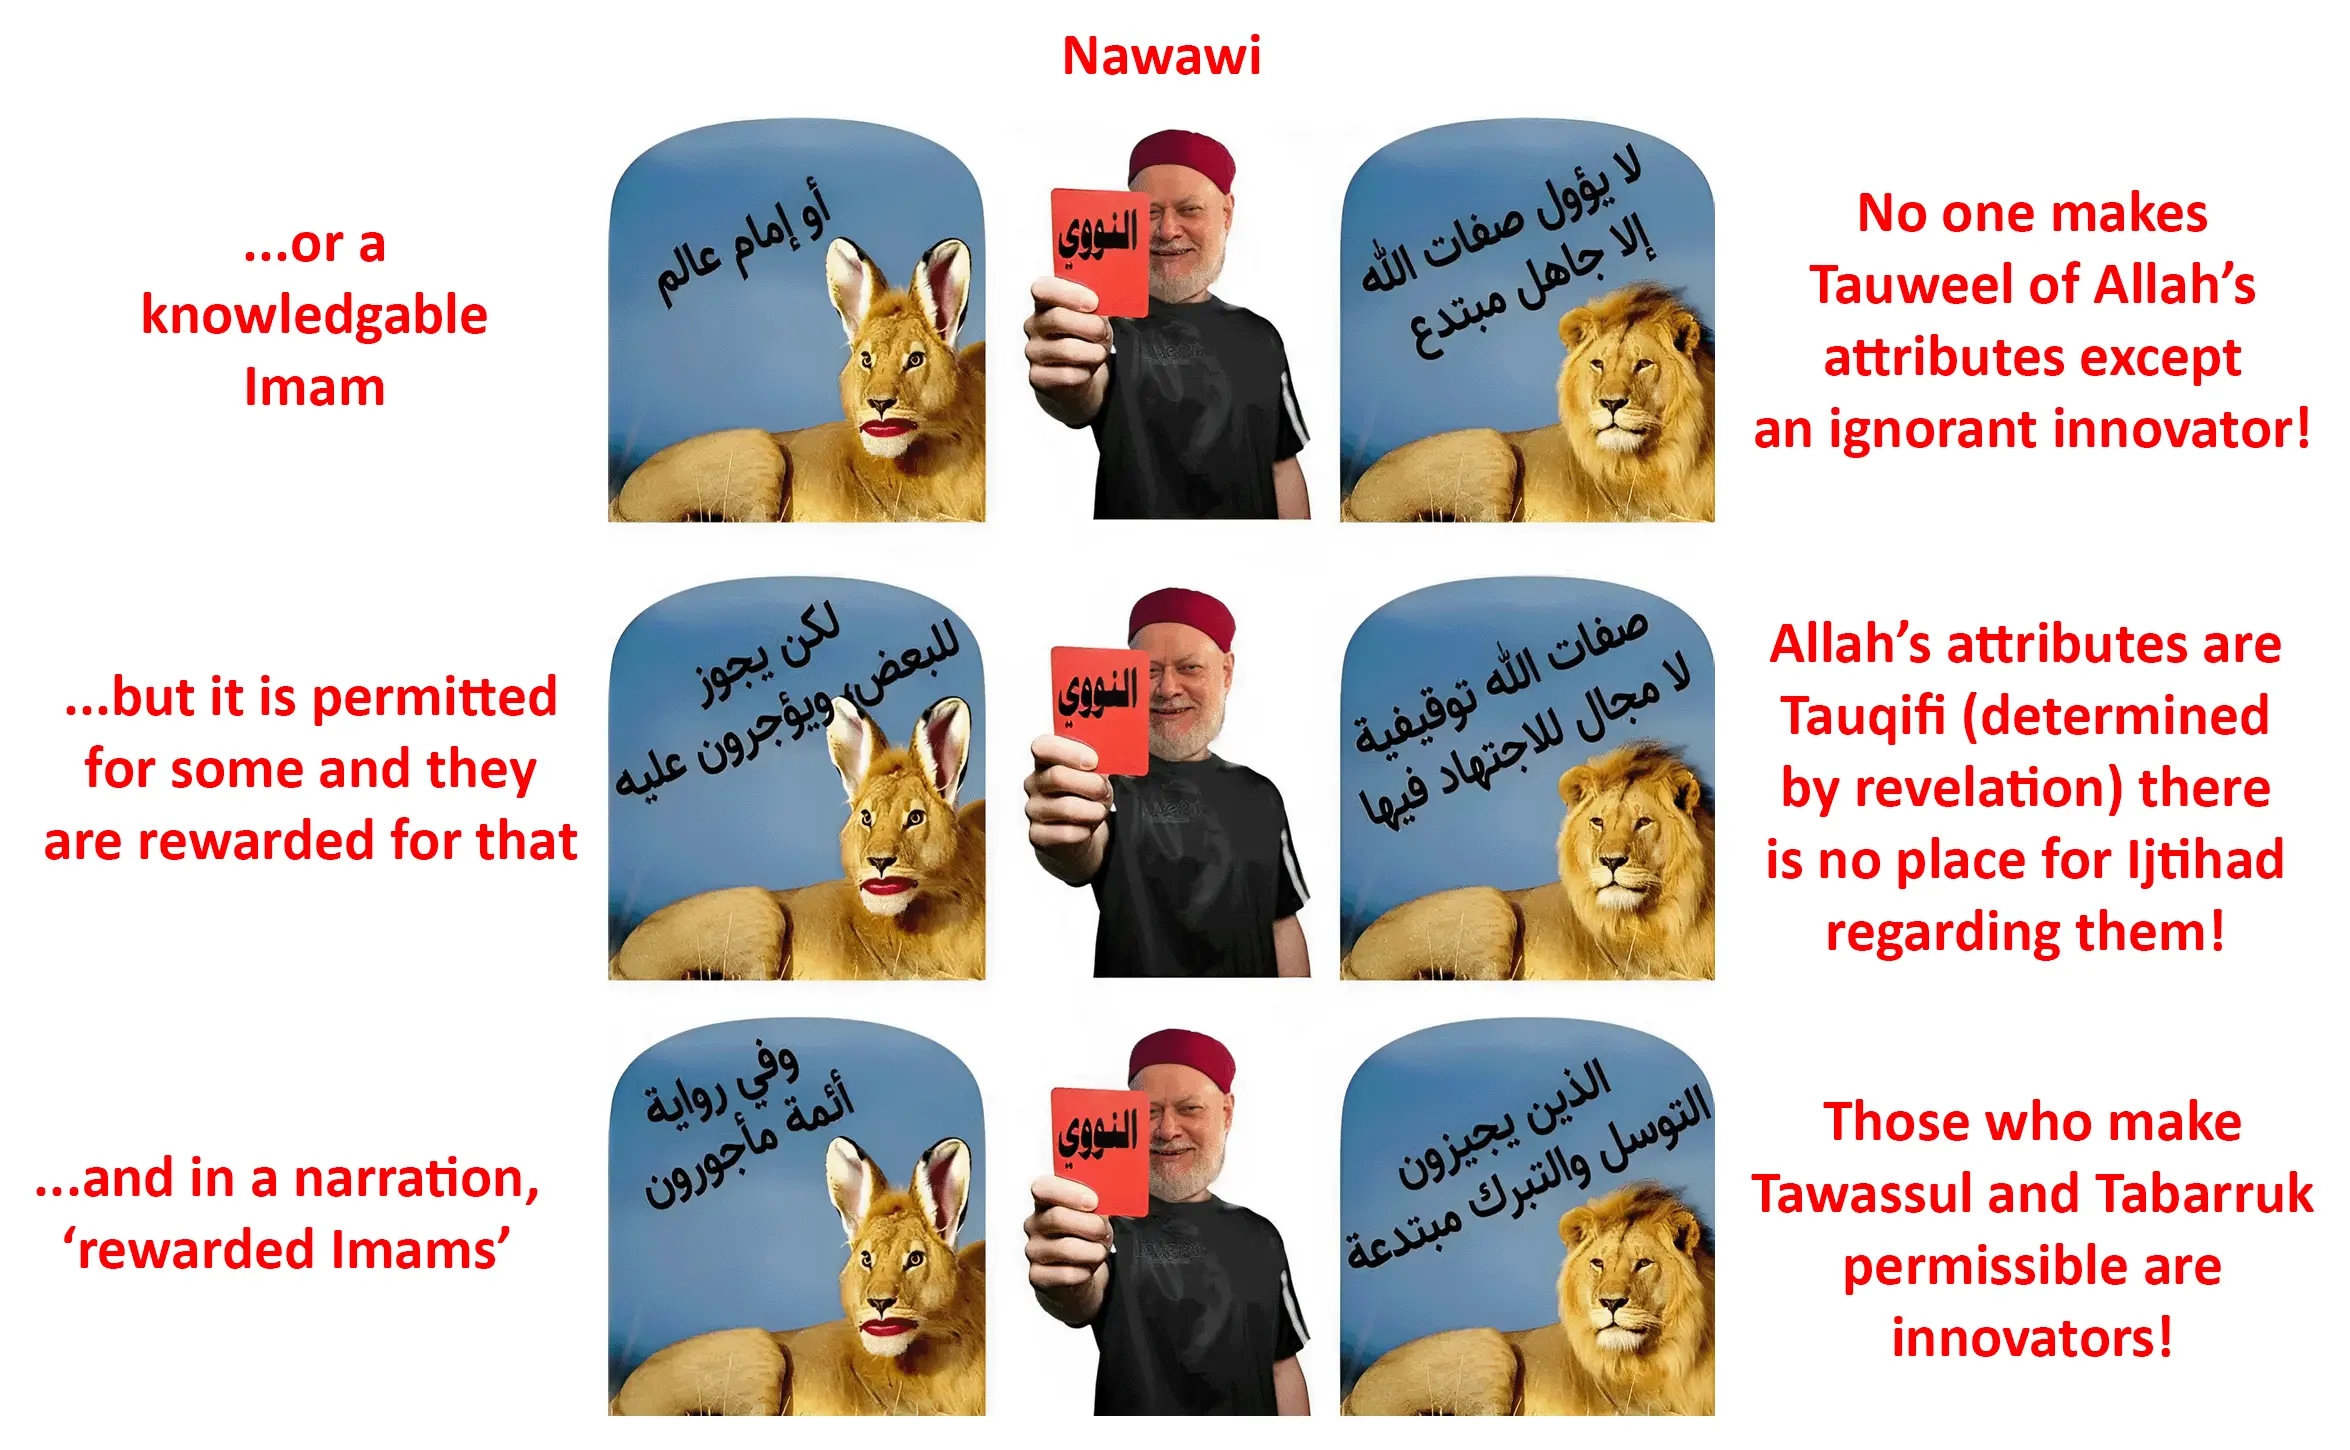 Nawawi
No one makes
Tauweel of Allah’s
attributes except
an ignorant innovator!
لا يؤول صفات الله
إلا جاهل مبتدع
النووي
أو إمام عالم
...or a
knowledgable
Imam
Allah’s attributes are
Tauqifi (determined
by revelation) there
is no place for Ijtihad
regarding them!
صفات الله توقيفية
لا مجال للاجتهاد فيها
النووي
لكن يجوز
للبعض، ويؤجرون عليه
...but it is permitted
for some and they
are rewarded for that
Those who make
Tawassul and Tabarruk
permissible are
innovators!
الذين يجيزون
التوسل والتبرك مبتدعة
النووي
وفي رواية
أئمة مأجورون
...and in a narration,
‘rewarded Imams’